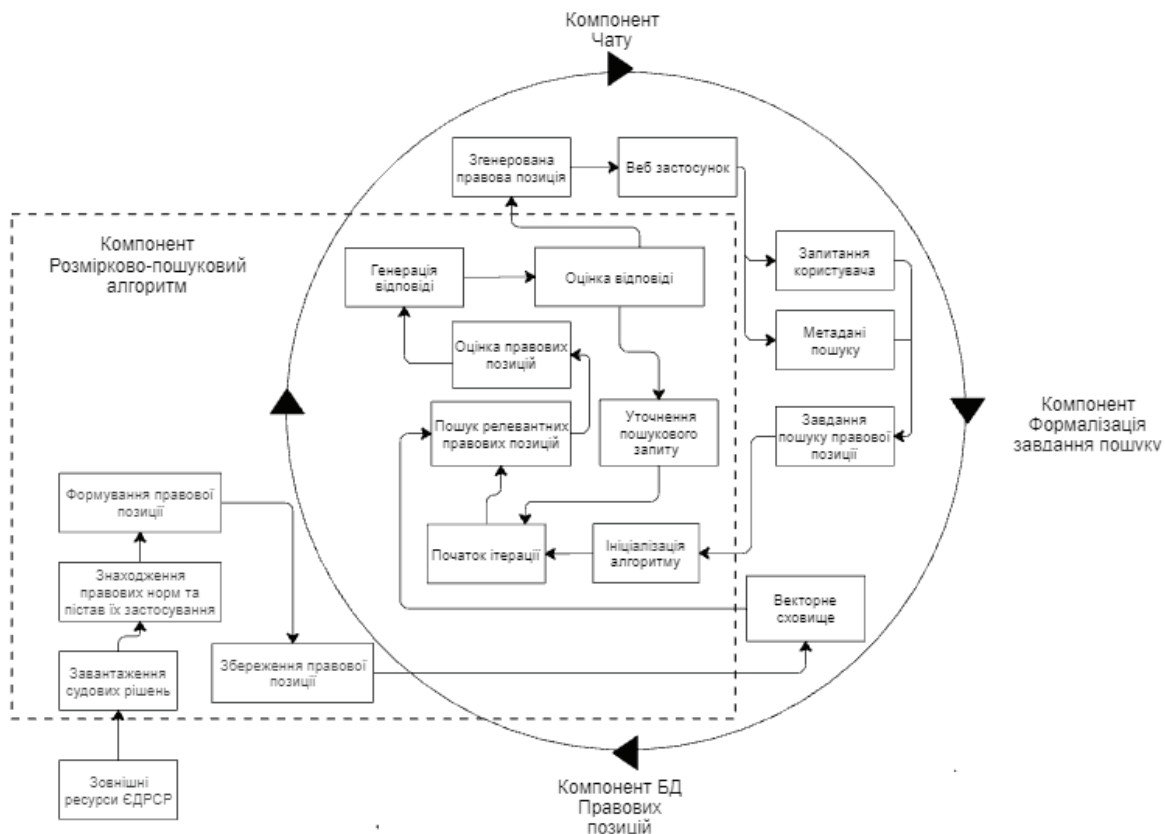 Компонент
Чату
Згенерована
правова позиція
Веб застосунок
Компонент
Розмірково-пошуковий
алгоритм
Генерація
відповіді
Оцінка відповіді
Запитання
користувача
Оцінка правових
позицій
Метадані
пошуку
Пошук релевантних
правових позицій
Уточнення
пошукового
запиту
Завдання
пошуку правової
позиції
Компонент
Формалізація
завдання пошуку
Формування правової
позиції
Початок ітерації
Ініціалізація
алгоритму
Знаходження
правових норм та
пістав їх застосування
Векторне
сховище
Завантаження
судових рішень
Збереження правової
позиції
Зовнішні
ресурси ЄДРСР
Компонент БД
Правових
позицій